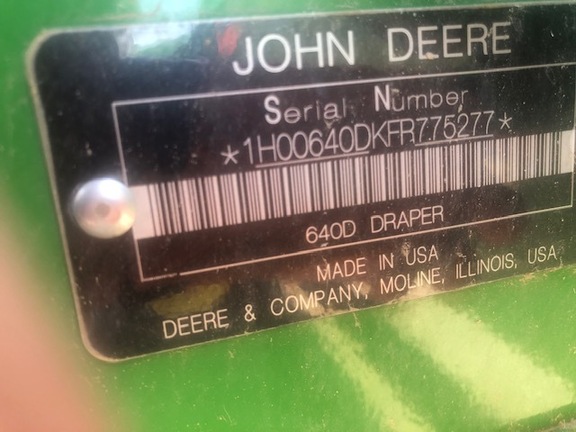 JOHN DEERE
Serial Number
*1H00640DKFR775277*
640D DRAPER
MADE IN USA
DEERE & COMPANY, MOLINE, ILLINOIS, USA